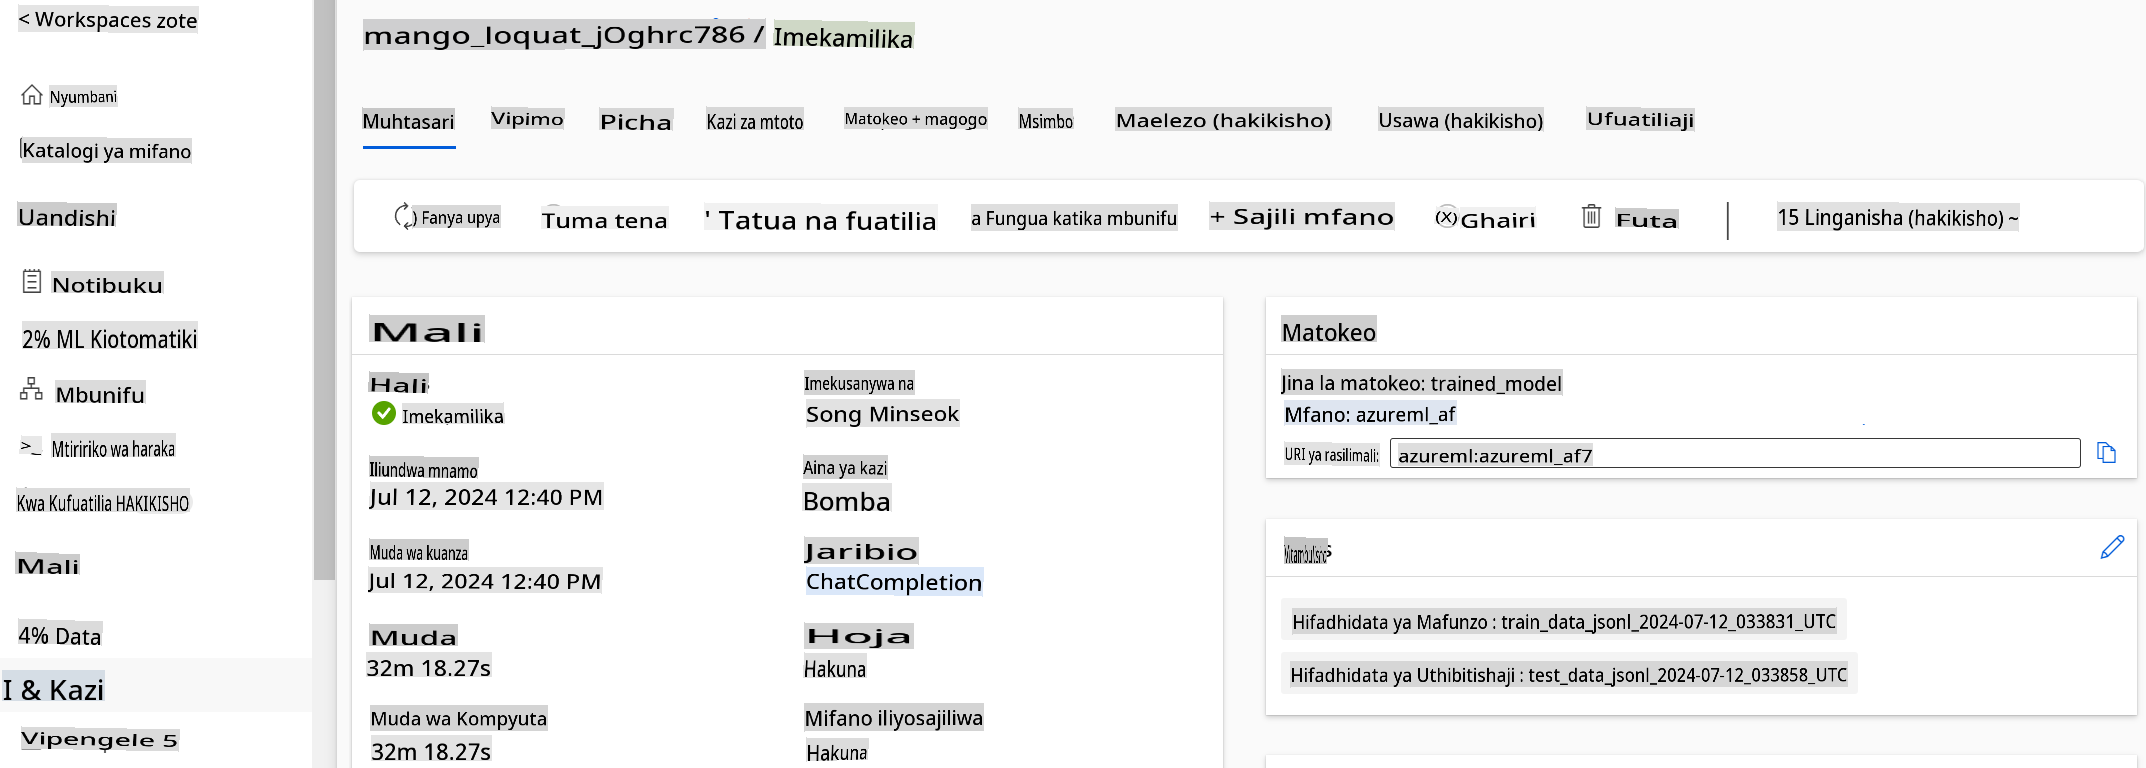 < Workspaces zote
Nyumbani
Katalogi ya mifano
Uandishi
Notibuku
2% ML Kiotomatiki
Mbunifu
>_ Mtiririko wa haraka
Kwa Kufuatilia HAKIKISHO
Mali
4% Data
I & Kazi
Vipengele 5
mango_loquat_jOghrc786 / Imekamilika
Muhtasari Vipimo Picha Kazi za mtoto Matokeo + magogo Msimbo Maelezo (hakikisho) Usawa (hakikisho) Ufuatiliaji
) Fanya upya Tuma tena ' Tatua na fuatilia a Fungua katika mbunifu + Sajili mfano Ghairi Futa | 15 Linganisha (hakikisho) ~
Mali
Hali
Imekamilika
Iliundwa mnamo
Jul 12, 2024 12:40 PM
Muda wa kuanza
Jul 12, 2024 12:40 PM
Muda
32m 18.27s
Muda wa Kompyuta
32m 18.27s
Imekusanywa na
Song Minseok
Aina ya kazi
Bomba
Jaribio
ChatCompletion
Hoja
Hakuna
Mifano iliyosajiliwa
Hakuna
Matokeo
Jina la matokeo: trained_model
Mfano: azureml_af
URI ya rasilimali: azureml:azureml_af7
Hifadhidata ya Mafunzo : train_data_jsonl_2024-07-12_033831_UTC
Hifadhidata ya Uthibitishaji : test_data_jsonl_2024-07-12_033858_UTC